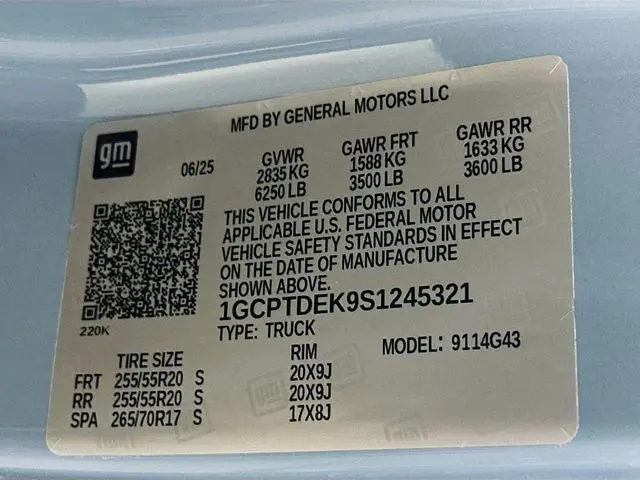 MFD BY GENERAL MOTORS LLC
gm
06/25
GVWR GAWR FRT GAWR RR
2835 KG 1588 KG 1633 KG
6250 LB 3500 LB 3600 LB
THIS VEHICLE CONFORMS TO ALL
APPLICABLE U.S. FEDERAL MOTOR
VEHICLE SAFETY STANDARDS IN EFFECT
ON THE DATE OF MANUFACTURE
SHOWN ABOVE.
1GCPTDEK9S1245321
220K
TYPE: TRUCK
MODEL: 9114G43
TIRE SIZE RIM
FRT 255/55R20 S 20X9J
RR 255/55R20 S 20X9J
SPA 265/70R17 S 17X8J